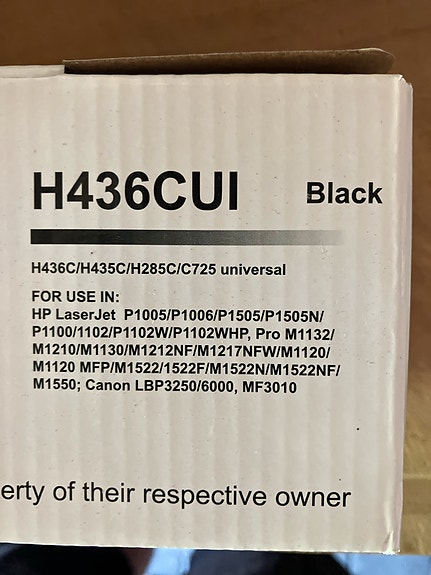 H436CUI Black
H436C/H435C/H285C/C725 universal
FOR USE IN:
HP LaserJet P1005/P1006/P1505/P1505N/
P1100/1102/P1102W/P1102WHP, Pro M1132/
M1210/M1130/M1212NF/M1217NFW/M1120/
M1120 MFP/M1522/1522F/M1522N/M1522NF/
M1550; Canon LBP3250/6000, MF3010
erty of their respective owner